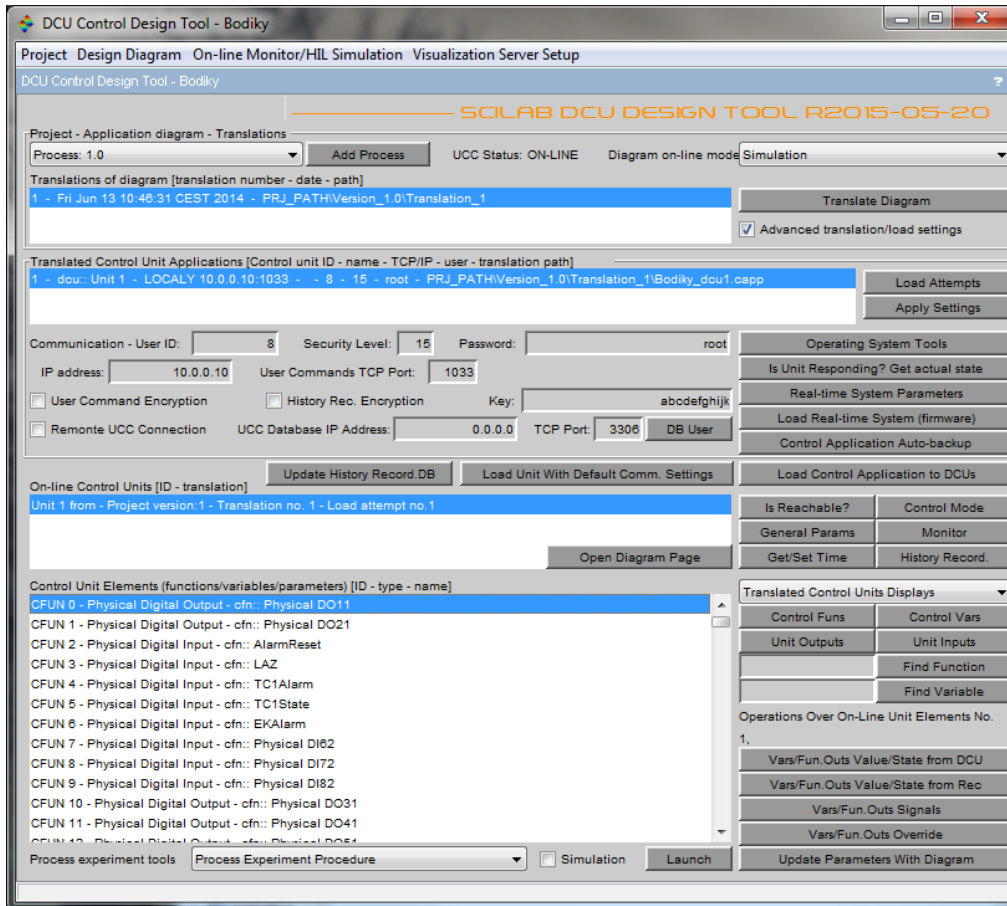 DCU Control Design Tool - Bodiky
Project Design Diagram On-line Monitor/HIL Simulation Visualization Server Setup
DCU Control Design Tool - Bodiky ?
SCILAB DCU DESIGN TOOL R2015-05-20
Project - Application diagram - Translations
Process: 1.0 Add Process UCC Status: ON-LINE Diagram on-line mode Simulation
Translations of diagram [translation number - date - path]
1 - Fri Jun 13 10:46:31 CEST 2014 - PRJ_PATH\Version_1.0\Translation_1
Translate Diagram
Advanced translation/load settings
Translated Control Unit Applications [Control unit ID - name - TCP/IP - user - translation path]
1 - dcu:: Unit 1 - LOCALY 10.0.0.10:1033 - - 8 - 15 - root - PRJ_PATH\Version_1.0\Translation_1\Bodiky_dcu1.capp
Load Attempts
Apply Settings
Communication - User ID: 8 Security Level: 15 Password: root Operating System Tools
IP address: 10.0.0.10 User Commands TCP Port: 1033 Is Unit Responding? Get actual state
User Command Encryption History Rec. Encryption Key: abcdefghijk Real-time System Parameters
Load Real-time System (firmware)
Remonte UCC Connection UCC Database IP Address: 0.0.0.0 TCP Port: 3306 DB User
Control Application Auto-backup
Update History Record.DB Load Unit With Default Comm. Settings Load Control Application to DCUs
On-line Control Units [ID - translation]
Unit 1 from - Project version:1 - Translation no. 1 - Load attempt no.1
Is Reachable? Control Mode
General Params Monitor
Open Diagram Page Get/Set Time History Record.
Control Unit Elements (functions/variables/parameters) [ID - type - name]
Translated Control Units Displays
CFUN 0 - Physical Digital Output - cfn:: Physical DO11
CFUN 1 - Physical Digital Output - cfn:: Physical DO21
CFUN 2 - Physical Digital Input - cfn:: AlarmReset
CFUN 3 - Physical Digital Input - cfn:: LAZ
CFUN 4 - Physical Digital Input - cfn:: TC1Alarm
CFUN 5 - Physical Digital Input - cfn:: TC1State
CFUN 6 - Physical Digital Input - cfn:: EKAlarm
CFUN 7 - Physical Digital Input - cfn:: Physical DI62
CFUN 8 - Physical Digital Input - cfn:: Physical DI72
CFUN 9 - Physical Digital Input - cfn:: Physical DI82
CFUN 10 - Physical Digital Output - cfn:: Physical DO31
CFUN 11 - Physical Digital Output - cfn:: Physical DO41
CFUN 12 - Physical Digital Output - cfn:: Physical DO51
Control Funs Control Vars
Unit Outputs Unit Inputs
Find Function
Find Variable
Operations Over On-Line Unit Elements No.
1,
Vars/Fun.Outs Value/State from DCU
Vars/Fun.Outs Value/State from Rec
Vars/Fun.Outs Signals
Vars/Fun.Outs Override
Process experiment tools Process Experiment Procedure Simulation Launch Update Parameters With Diagram